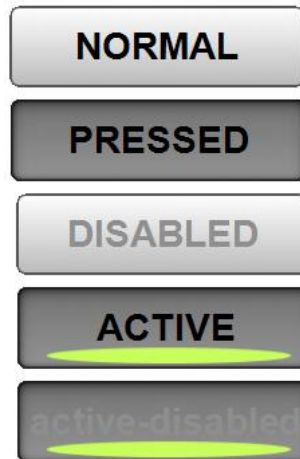 NORMAL
PRESSED
DISABLED
ACTIVE
active-disabled